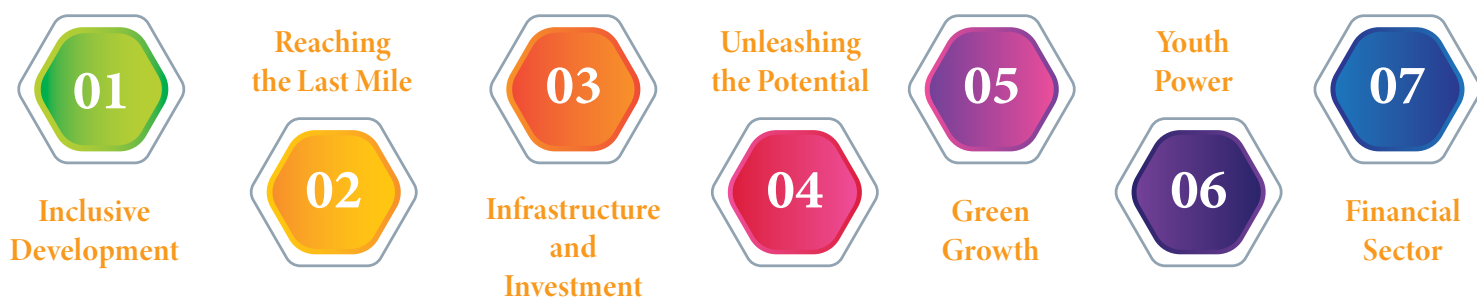 01
Inclusive
Development
Reaching
the Last Mile
02
03
Infrastructure
and
Investment
Unleashing
the Potential
04
05
Green
Growth
Youth
Power
06
07
Financial
Sector